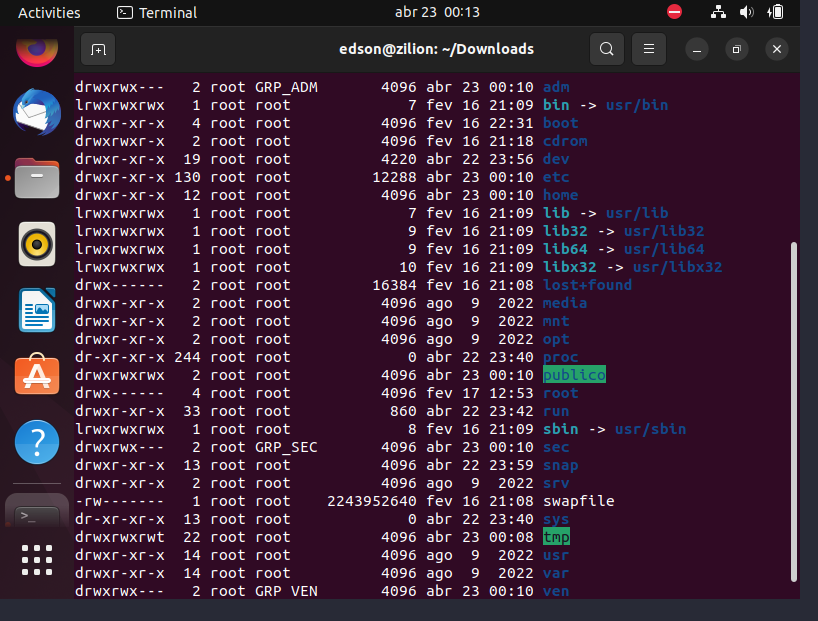 Activities Terminal abr 23 00:13
edson@zilion: ~/Downloads
drwxrwx--- 2 root GRP_ADM 4096 abr 23 00:10 adm
lrwxrwxrwx 1 root root 7 fev 16 21:09 bin -> usr/bin
drwxr-xr-x 4 root root 4096 fev 16 22:31 boot
drwxrwxr-x 2 root root 4096 fev 16 21:18 cdrom
drwxr-xr-x 19 root root 4220 abr 22 23:56 dev
drwxr-xr-x 130 root root 12288 abr 23 00:10 etc
drwxr-xr-x 12 root root 4096 abr 23 00:10 home
lrwxrwxrwx 1 root root 7 fev 16 21:09 lib -> usr/lib
lrwxrwxrwx 1 root root 9 fev 16 21:09 lib32 -> usr/lib32
lrwxrwxrwx 1 root root 9 fev 16 21:09 lib64 -> usr/lib64
lrwxrwxrwx 1 root root 10 fev 16 21:09 libx32 -> usr/libx32
drwx------ 2 root root 16384 fev 16 21:08 lost+found
drwxr-xr-x 2 root root 4096 ago 9 2022 media
drwxr-xr-x 2 root root 4096 ago 9 2022 mnt
drwxr-xr-x 2 root root 4096 ago 9 2022 opt
dr-xr-xr-x 244 root root 0 abr 22 23:40 proc
drwxrwxrwx 2 root root 4096 abr 23 00:10 publico
drwx------ 4 root root 4096 fev 17 12:53 root
drwxr-xr-x 33 root root 860 abr 22 23:42 run
lrwxrwxrwx 1 root root 8 fev 16 21:09 sbin -> usr/sbin
drwxrwx--- 2 root GRP_SEC 4096 abr 23 00:10 sec
drwxr-xr-x 13 root root 4096 abr 22 23:59 snap
drwxr-xr-x 2 root root 4096 ago 9 2022 srv
-rw------- 1 root root 2243952640 fev 16 21:08 swapfile
dr-xr-xr-x 13 root root 0 abr 22 23:40 sys
drwxrwxrwt 22 root root 4096 abr 23 00:08 tmp
drwxr-xr-x 14 root root 4096 ago 9 2022 usr
drwxr-xr-x 14 root root 4096 ago 9 2022 var
drwxrwx--- 2 root GRP_VEN 4096 abr 23 00:10 ven